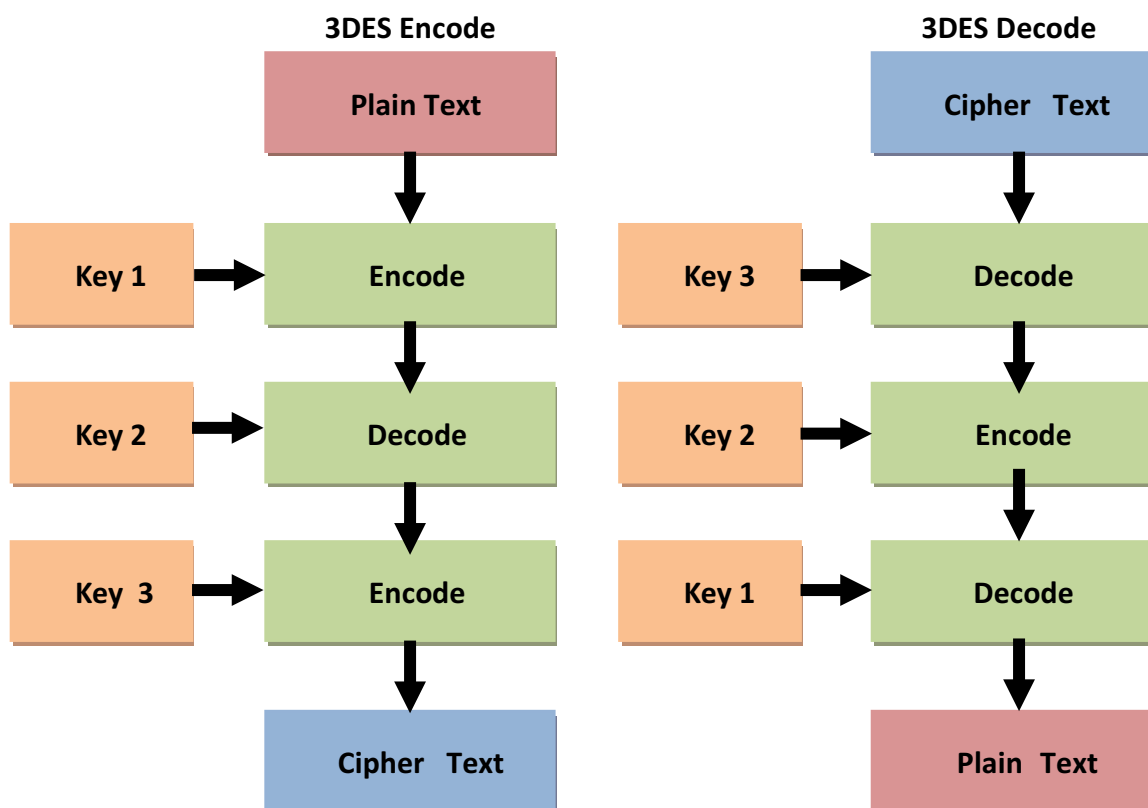 3DES Encode
Plain Text
Key 1
Encode
Key 2
Decode
Key 3
Encode
Cipher Text
3DES Decode
Cipher Text
Key 3
Decode
Key 2
Encode
Key 1
Decode
Plain Text